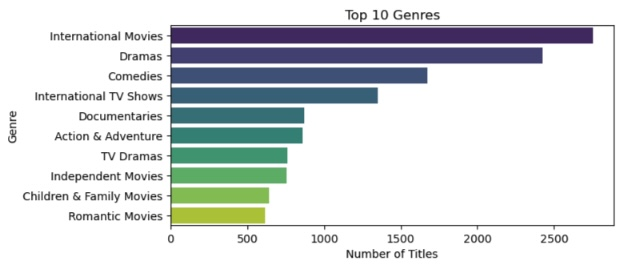 Top 10 Genres
Genre
International Movies
Dramas
Comedies
International TV Shows
Documentaries
Action & Adventure
TV Dramas
Independent Movies
Children & Family Movies
Romantic Movies
0 500 1000 1500 2000 2500
Number of Titles